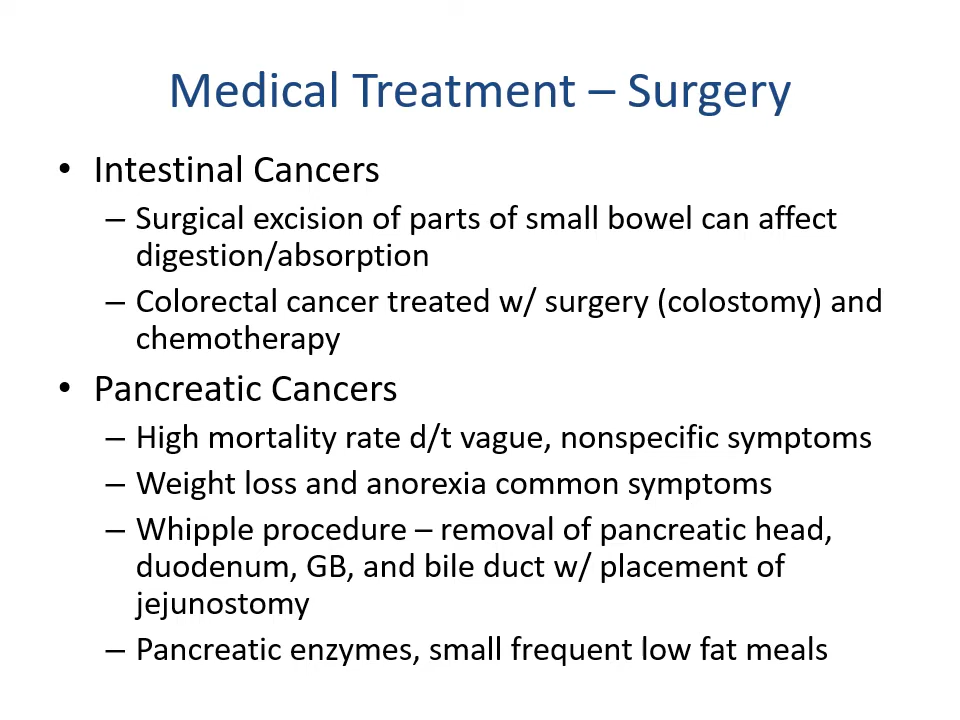 Medical Treatment – Surgery
• Intestinal Cancers
– Surgical excision of parts of small bowel can affect
digestion/absorption
– Colorectal cancer treated w/ surgery (colostomy) and
chemotherapy
• Pancreatic Cancers
– High mortality rate d/t vague, nonspecific symptoms
– Weight loss and anorexia common symptoms
– Whipple procedure – removal of pancreatic head,
duodenum, GB, and bile duct w/ placement of
jejunostomy
– Pancreatic enzymes, small frequent low fat meals